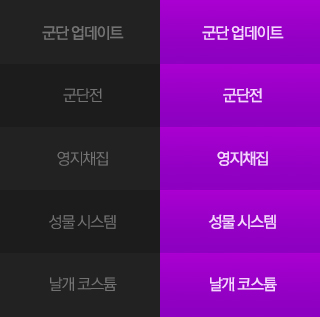 군단 업데이트 군단 업데이트
군단전 군단전
영지채집 영지채집
성물 시스템 성물 시스템
날개 코스튬 날개 코스튬